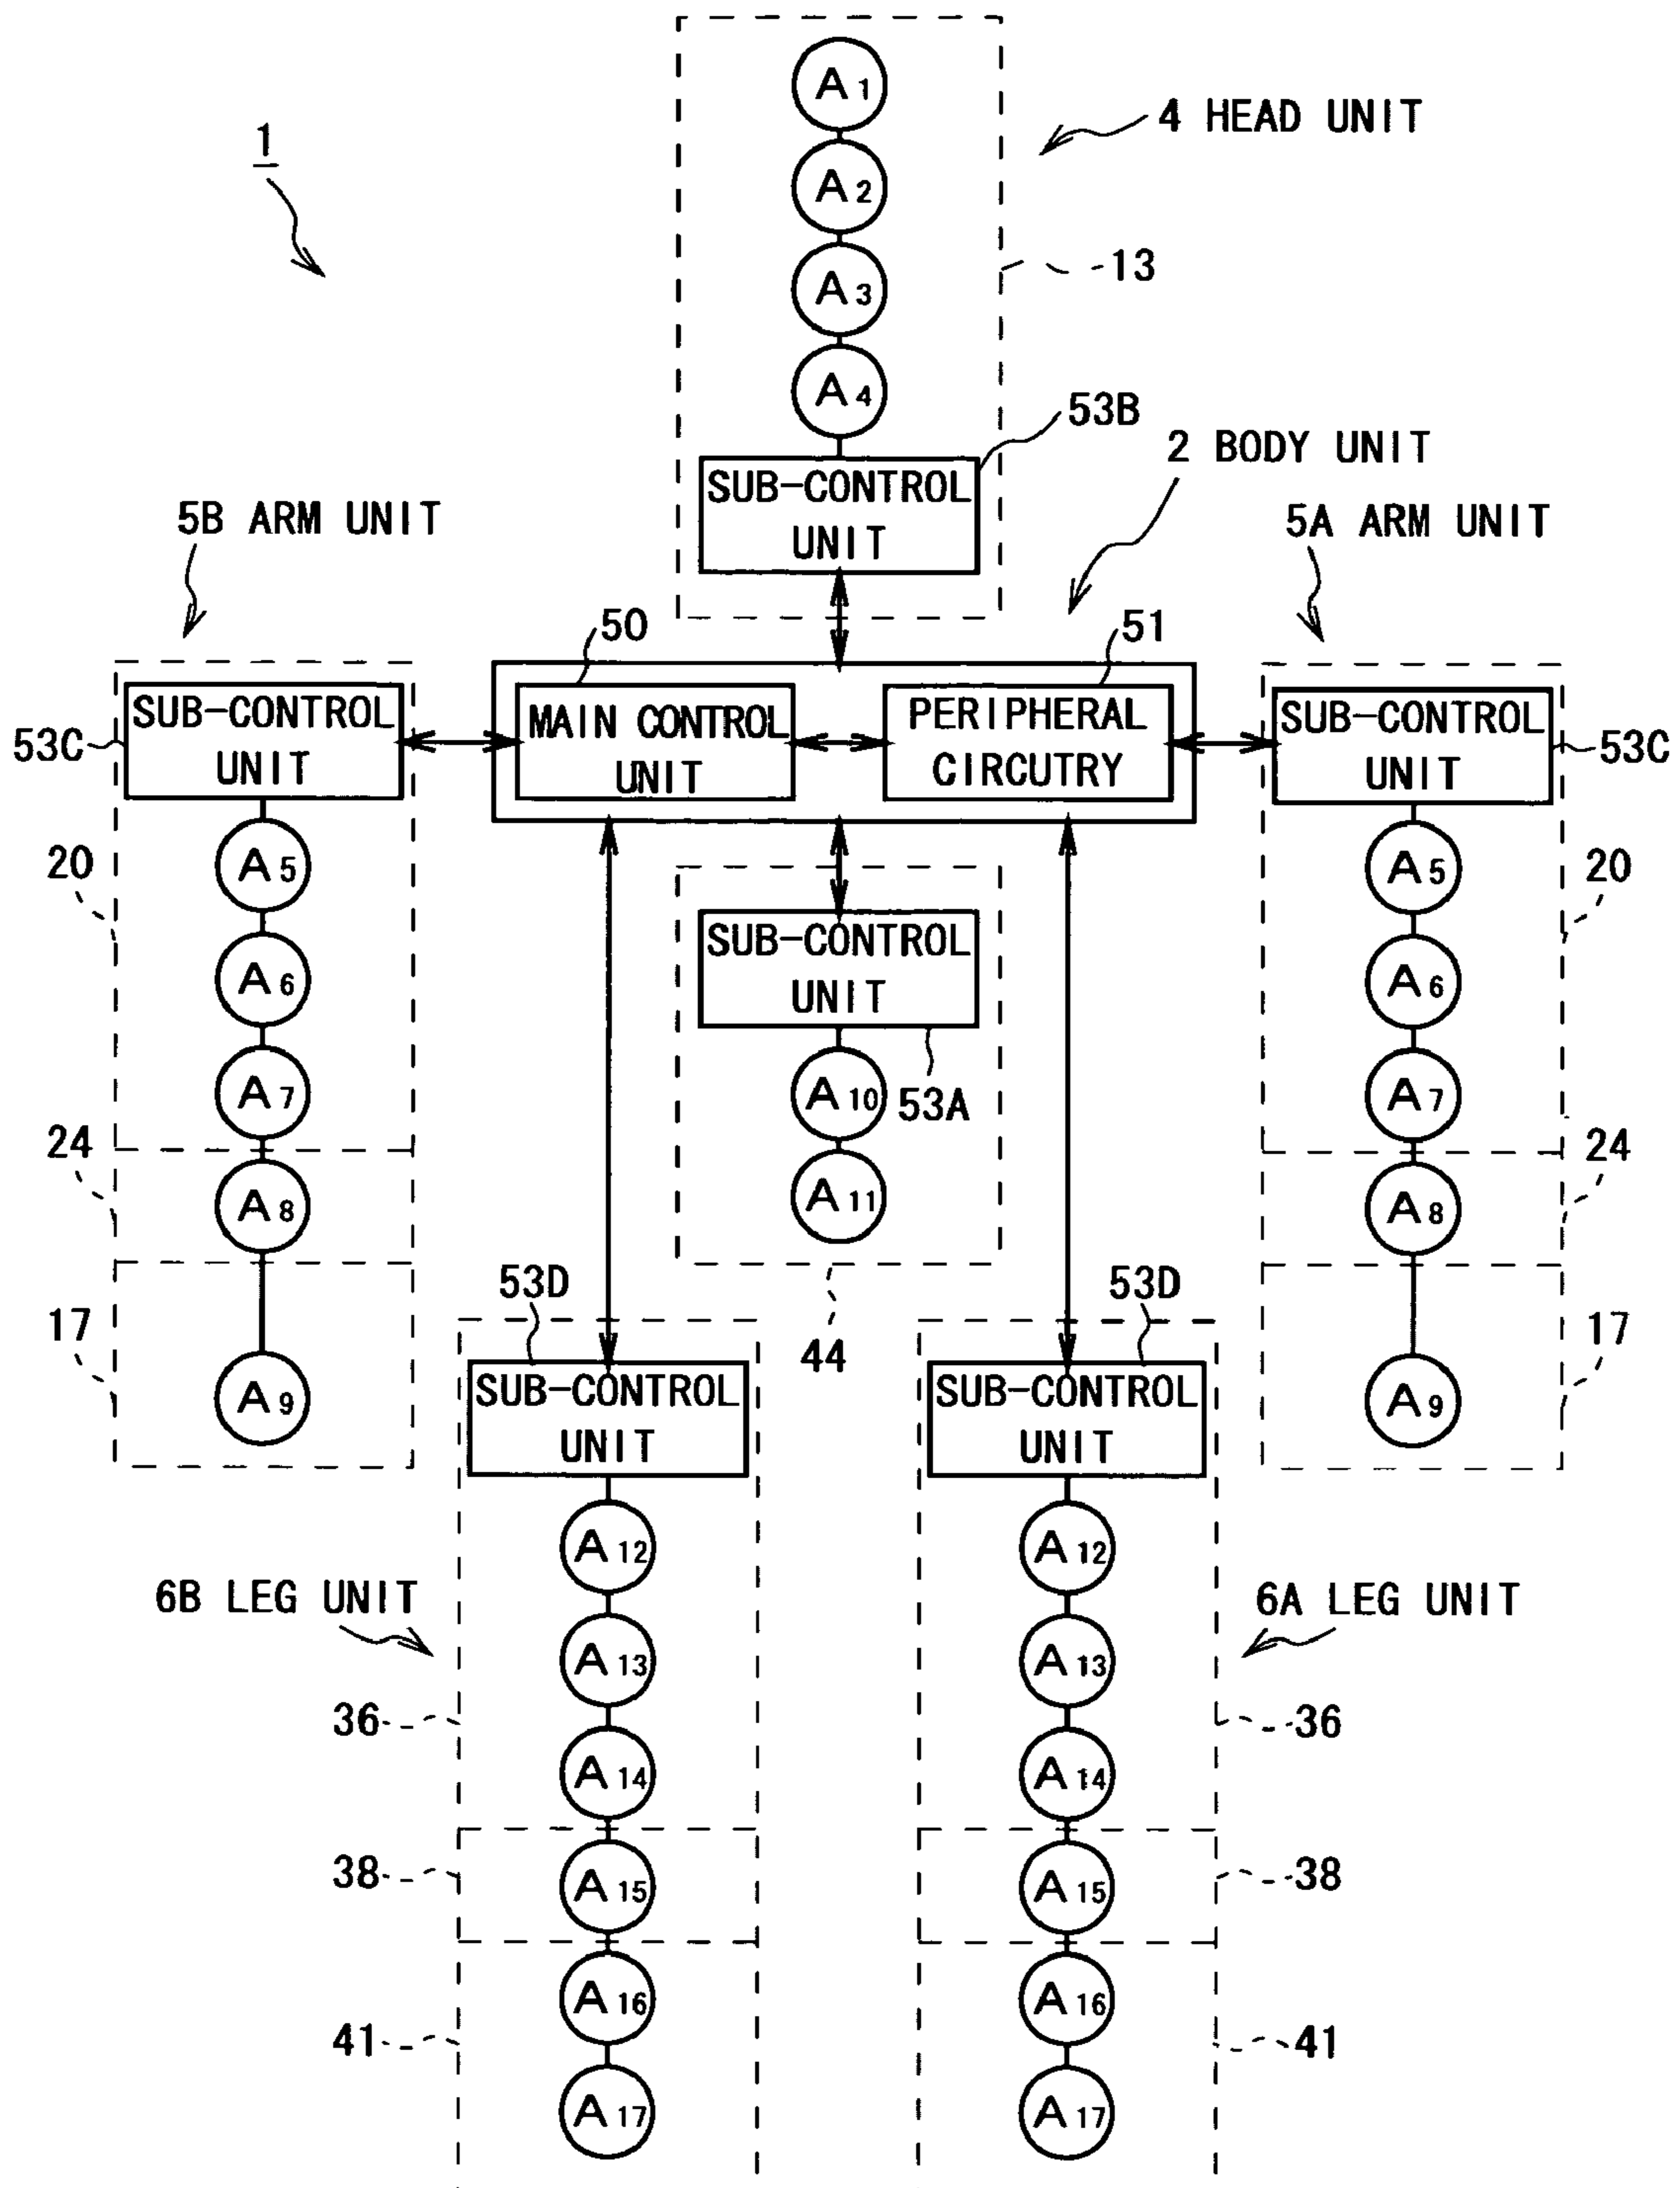 1
4 HEAD UNIT
A1
A2
A3
A4
13
53B
SUB-CONTROL
UNIT
2 BODY UNIT
5B ARM UNIT
5A ARM UNIT
50
51
MAIN CONTROL
UNIT
PERIPHERAL
CIRCUTRY
53C
SUB-CONTROL
UNIT
A5
A6
A7
A8
A9
20
24
17
SUB-CONTROL
UNIT
53C
A5
A6
A7
A8
A9
20
24
17
SUB-CONTROL
UNIT
53A
A10
A11
44
53D
SUB-CONTROL
UNIT
A12
A13
A14
A15
A16
A17
6B LEG UNIT
36
38
41
53D
SUB-CONTROL
UNIT
A12
A13
A14
A15
A16
A17
6A LEG UNIT
36
38
41